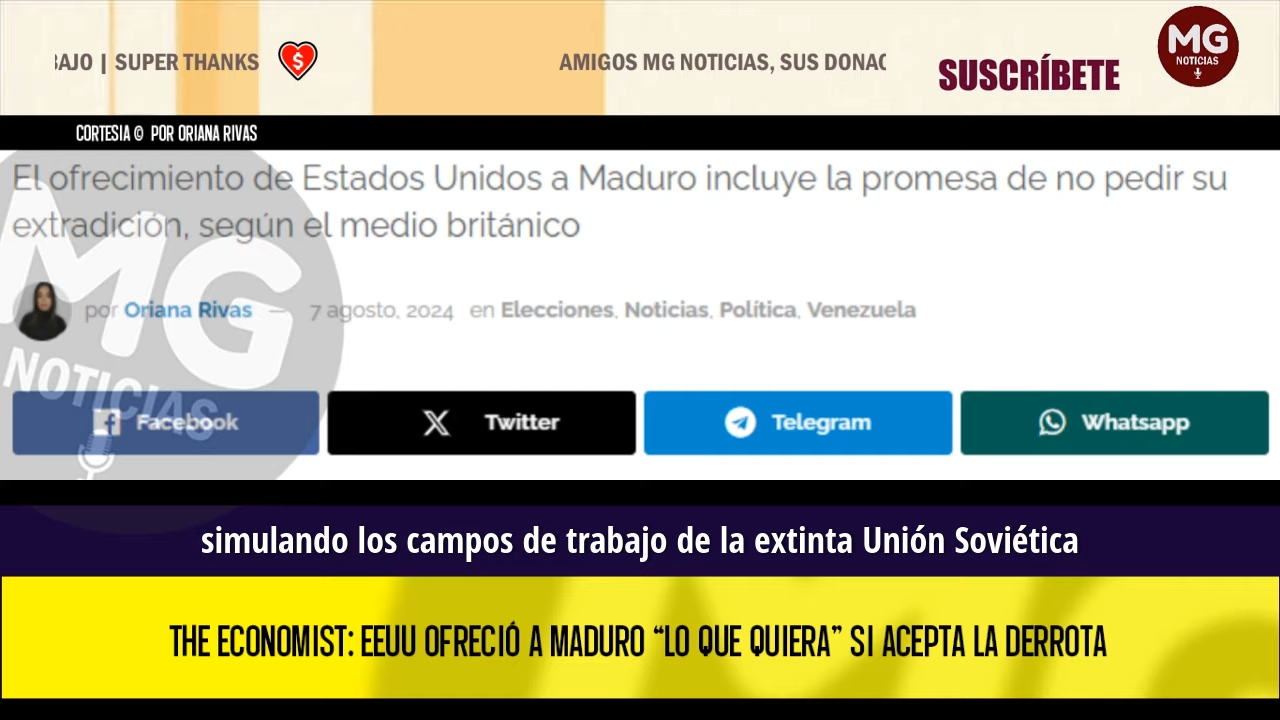 BAJO | SUPER THANKS
AMIGOS MG NOTICIAS, SUS
SUSCRÍBETE
MG
NOTICIAS
CORTESIA © POR ORIANA RIVAS
El ofrecimiento de Estados Unidos a Maduro incluye la promesa de no pedir su
extradición, según el medio británico
por Oriana Rivas — 7 agosto, 2024 en Elecciones, Noticias, Política, Venezuela
MG
NOTICIAS
Facebook
Twitter
Telegram
Whatsapp
simulando los campos de trabajo de la extinta Unión Soviética
THE ECONOMIST: EEUU OFRECIÓ A MADURO “LO QUE QUIERA” SI ACEPTA LA DERROTA